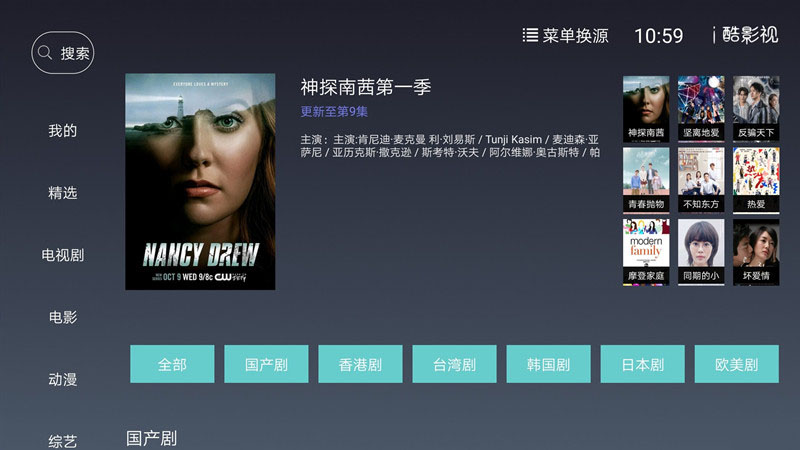 搜索
菜单换源
10:59
酷影视
我的
精选
电视剧
电影
动漫
综艺
EVERYONE LOVES A MYSTERY
NANCY DREW
OCT 9 WED 9/8c CW
神探南茜第一季
更新至第9集
主演：主演:肯尼迪·麦克曼 利·刘易斯 / Tunji Kasim / 麦迪森·亚
萨尼 / 亚历克斯·撒克逊 / 斯考特·沃夫 / 阿尔维娜·奥古斯特 / 帕
神探南茜
坚离地爱
反骗天下
青春抛物
不知东方
热爱
modern
family
摩登家庭
同期的小
坏爱情
全部
国产剧
香港剧
台湾剧
韩国剧
日本剧
欧美剧
国产剧